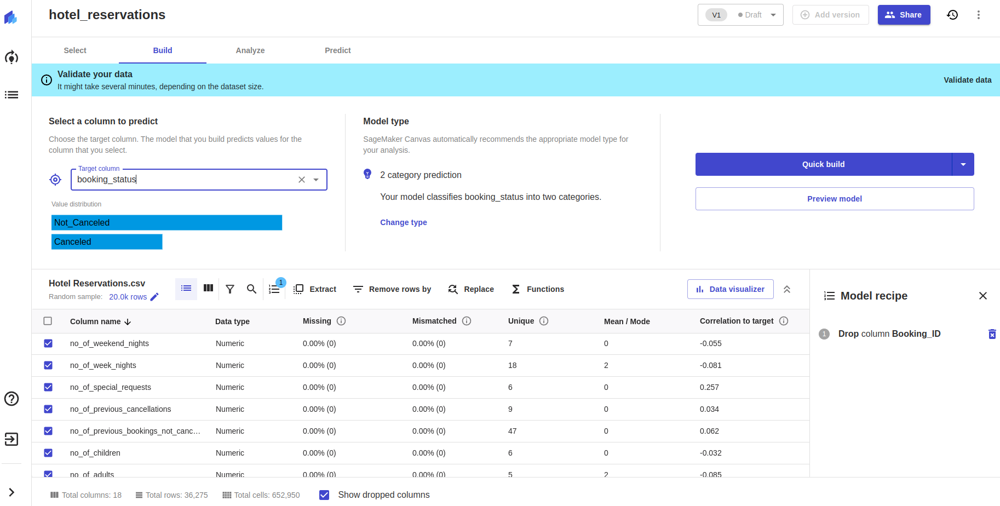 hotel_reservations
V1 Draft Add version Share
Select Build Analyze Predict
Validate your data
It might take several minutes, depending on the dataset size.
Validate data
Select a column to predict
Choose the target column. The model that you build predicts values for the
column that you select.
Target column
booking_status
Value distribution
Not_Canceled
Canceled
Model type
SageMaker Canvas automatically recommends the appropriate model type for
your analysis.
2 category prediction
Your model classifies booking_status into two categories.
Change type
Quick build
Preview model
Hotel Reservations.csv
Random sample: 20.0k rows
1
Extract Remove rows by Replace Functions
Data visualizer
Column name Data type Missing Mismatched Unique Mean / Mode Correlation to target
no_of_weekend_nights Numeric 0.00% (0) 0.00% (0) 7 0 -0.055
no_of_week_nights Numeric 0.00% (0) 0.00% (0) 18 2 -0.081
no_of_special_requests Numeric 0.00% (0) 0.00% (0) 6 0 0.257
no_of_previous_cancellations Numeric 0.00% (0) 0.00% (0) 9 0 0.034
no_of_previous_bookings_not_canc... Numeric 0.00% (0) 0.00% (0) 47 0 0.062
no_of_children Numeric 0.00% (0) 0.00% (0) 6 0 -0.032
no_of_adults Numeric 0.00% (0) 0.00% (0) 5 2 -0.085
Model recipe
1 Drop column Booking_ID
Total columns: 18 Total rows: 36,275 Total cells: 652,950 Show dropped columns